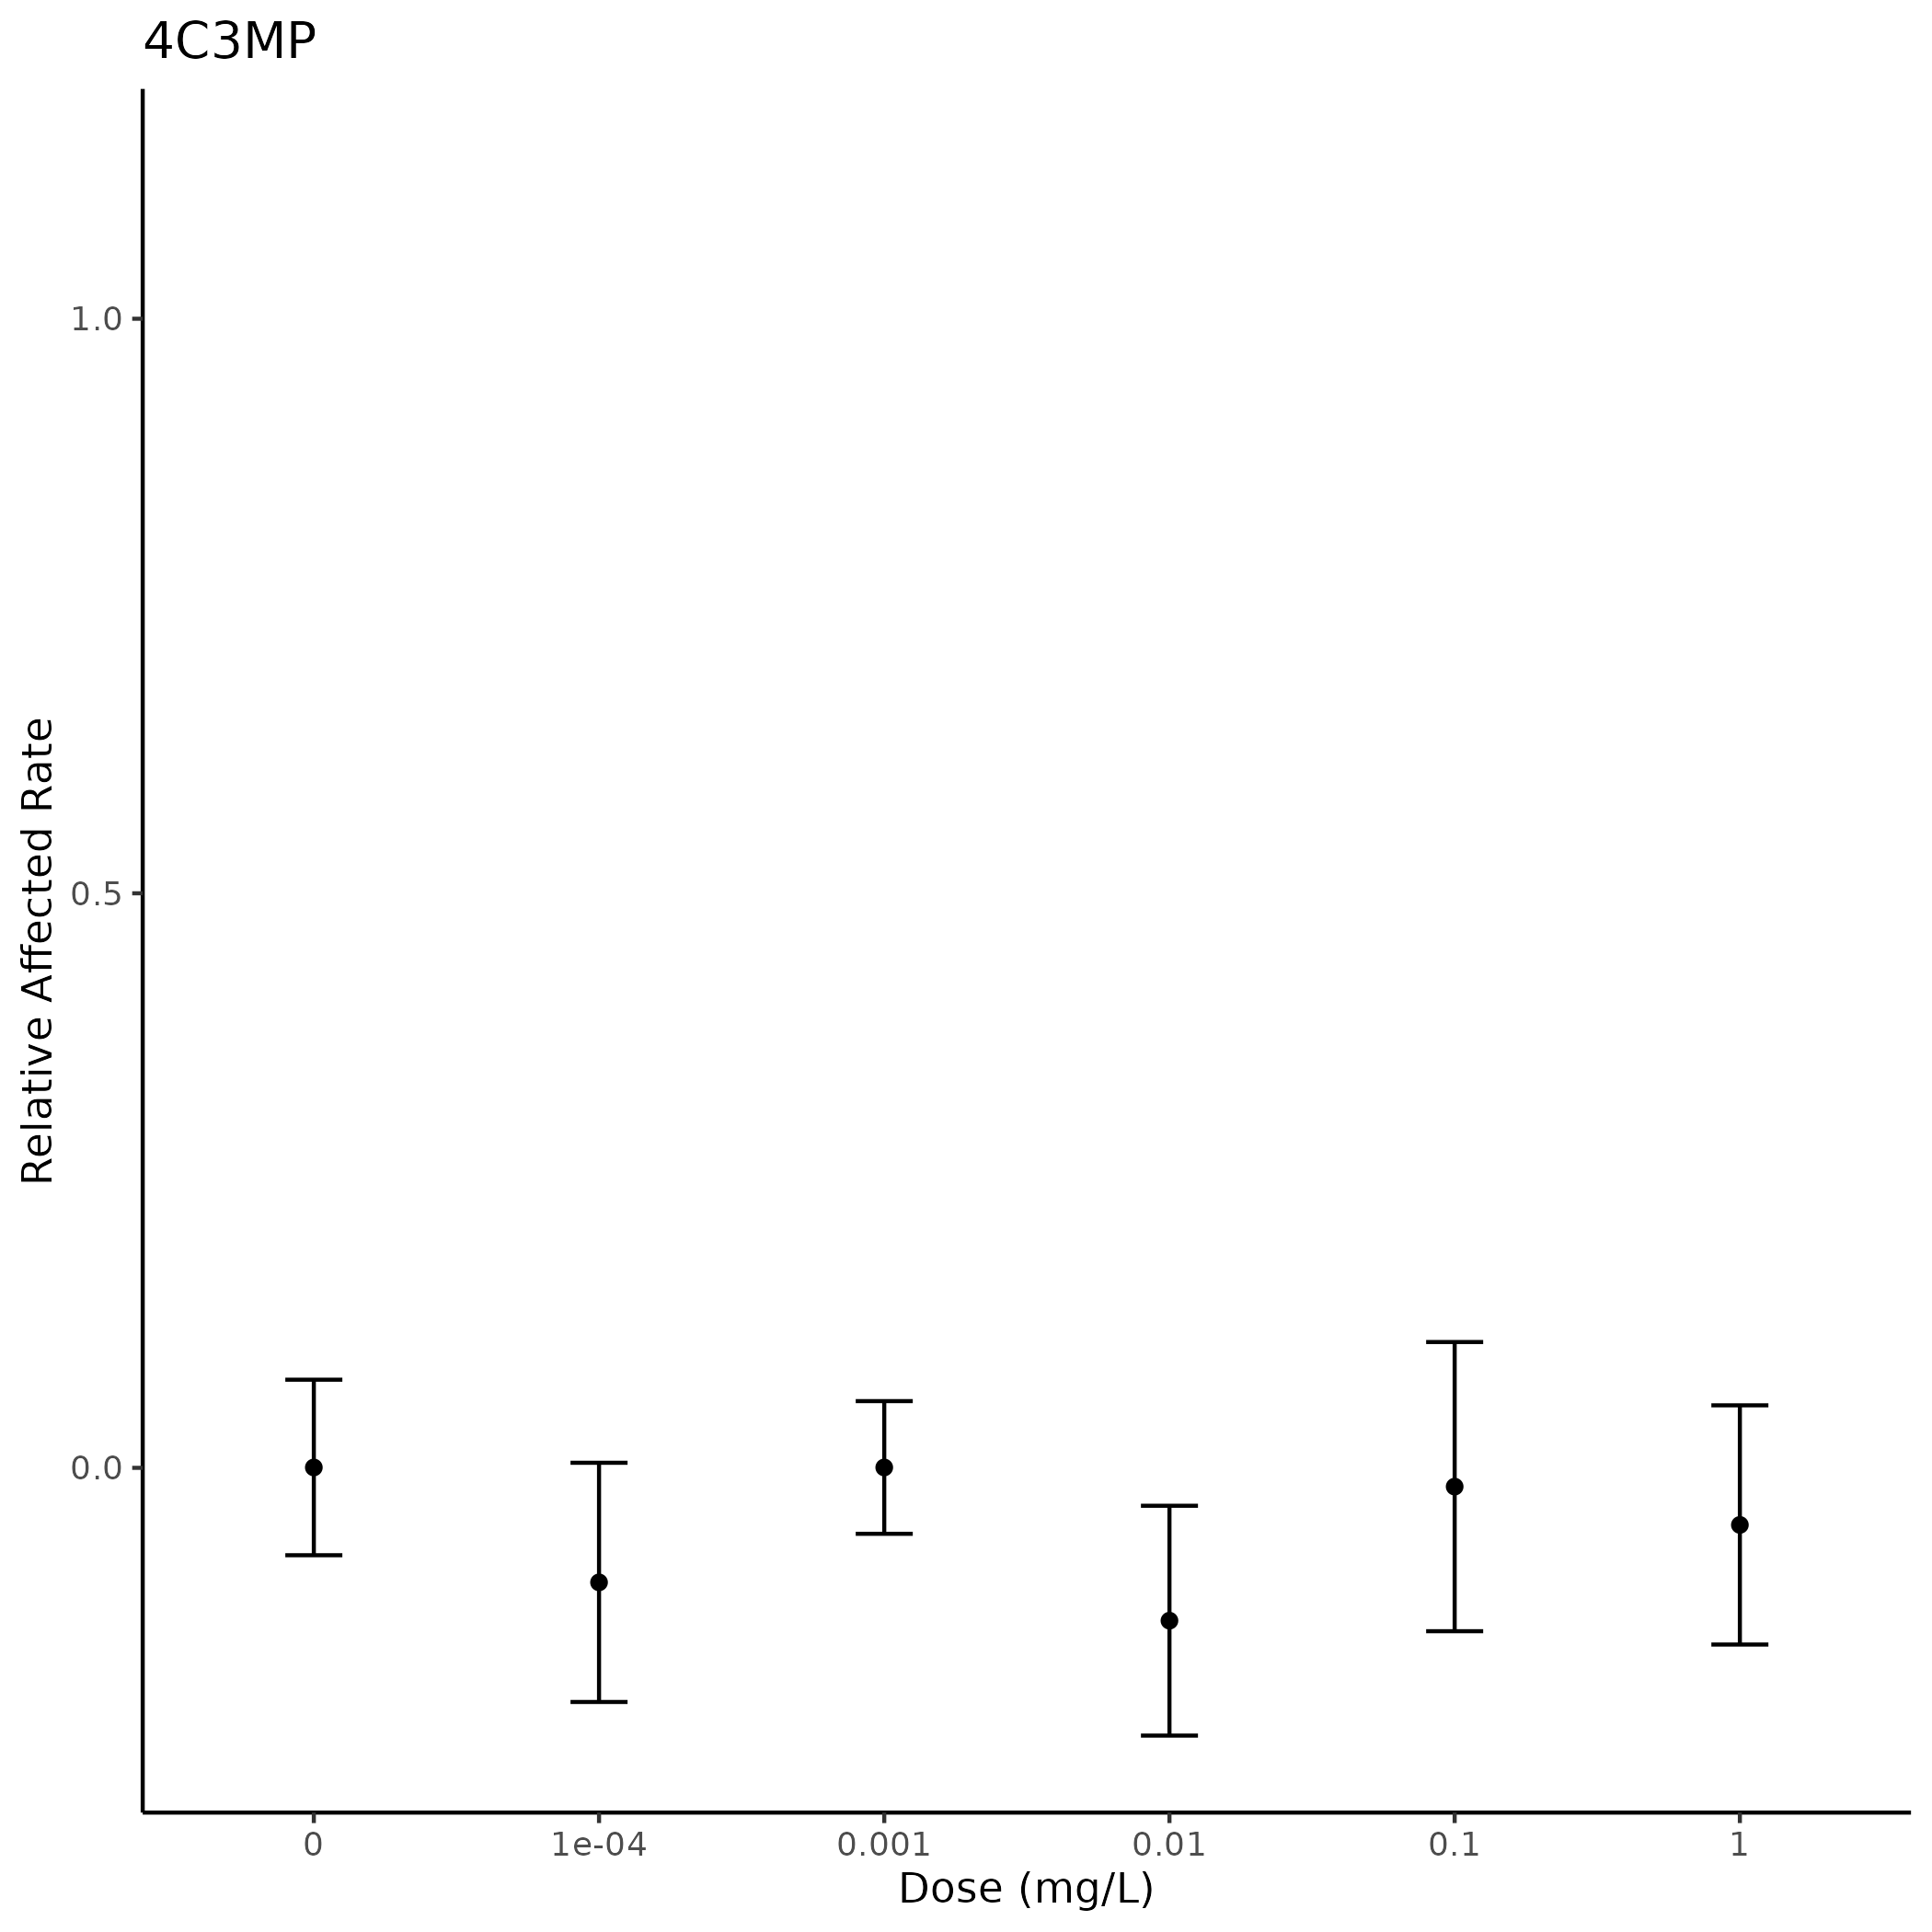 4C3MP
Relative Affected Rate
1.0
0.5
0.0
0 1e-04 0.001 0.01 0.1 1
Dose (mg/L)